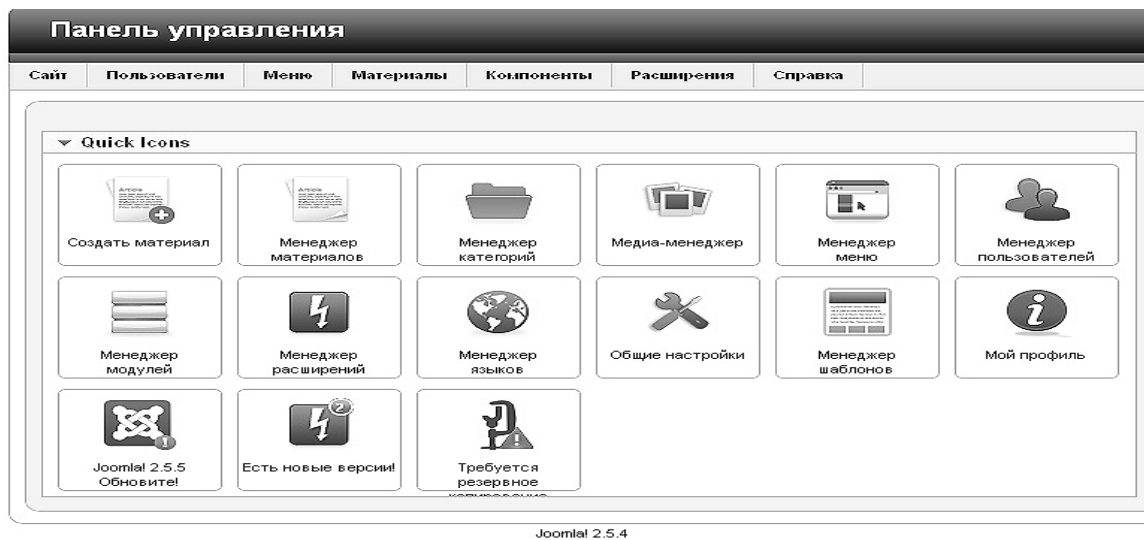 Панель управления
Сайт Пользователи Меню Материалы Компоненты Расширения Справка
Quick Icons
Создать материал
Менеджер
материалов
Менеджер
категорий
Медиа-менеджер
Менеджер
меню
Менеджер
пользователей
Менеджер
модулей
Менеджер
расширений
Менеджер
языков
Общие настройки
Менеджер
шаблонов
Мой профиль
Joomla! 2.5.5
Обновите!
2
Есть новые версии!
Требуется
резервное
копирование
Joomla! 2.5.4